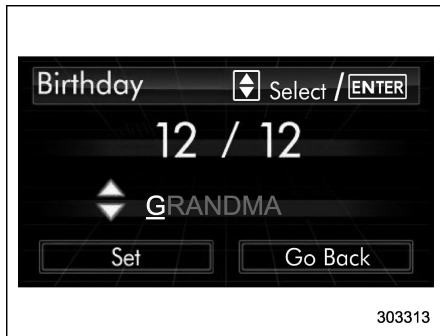 Birthday Select / ENTER
12 / 12
GRANDMA
Set Go Back
303313